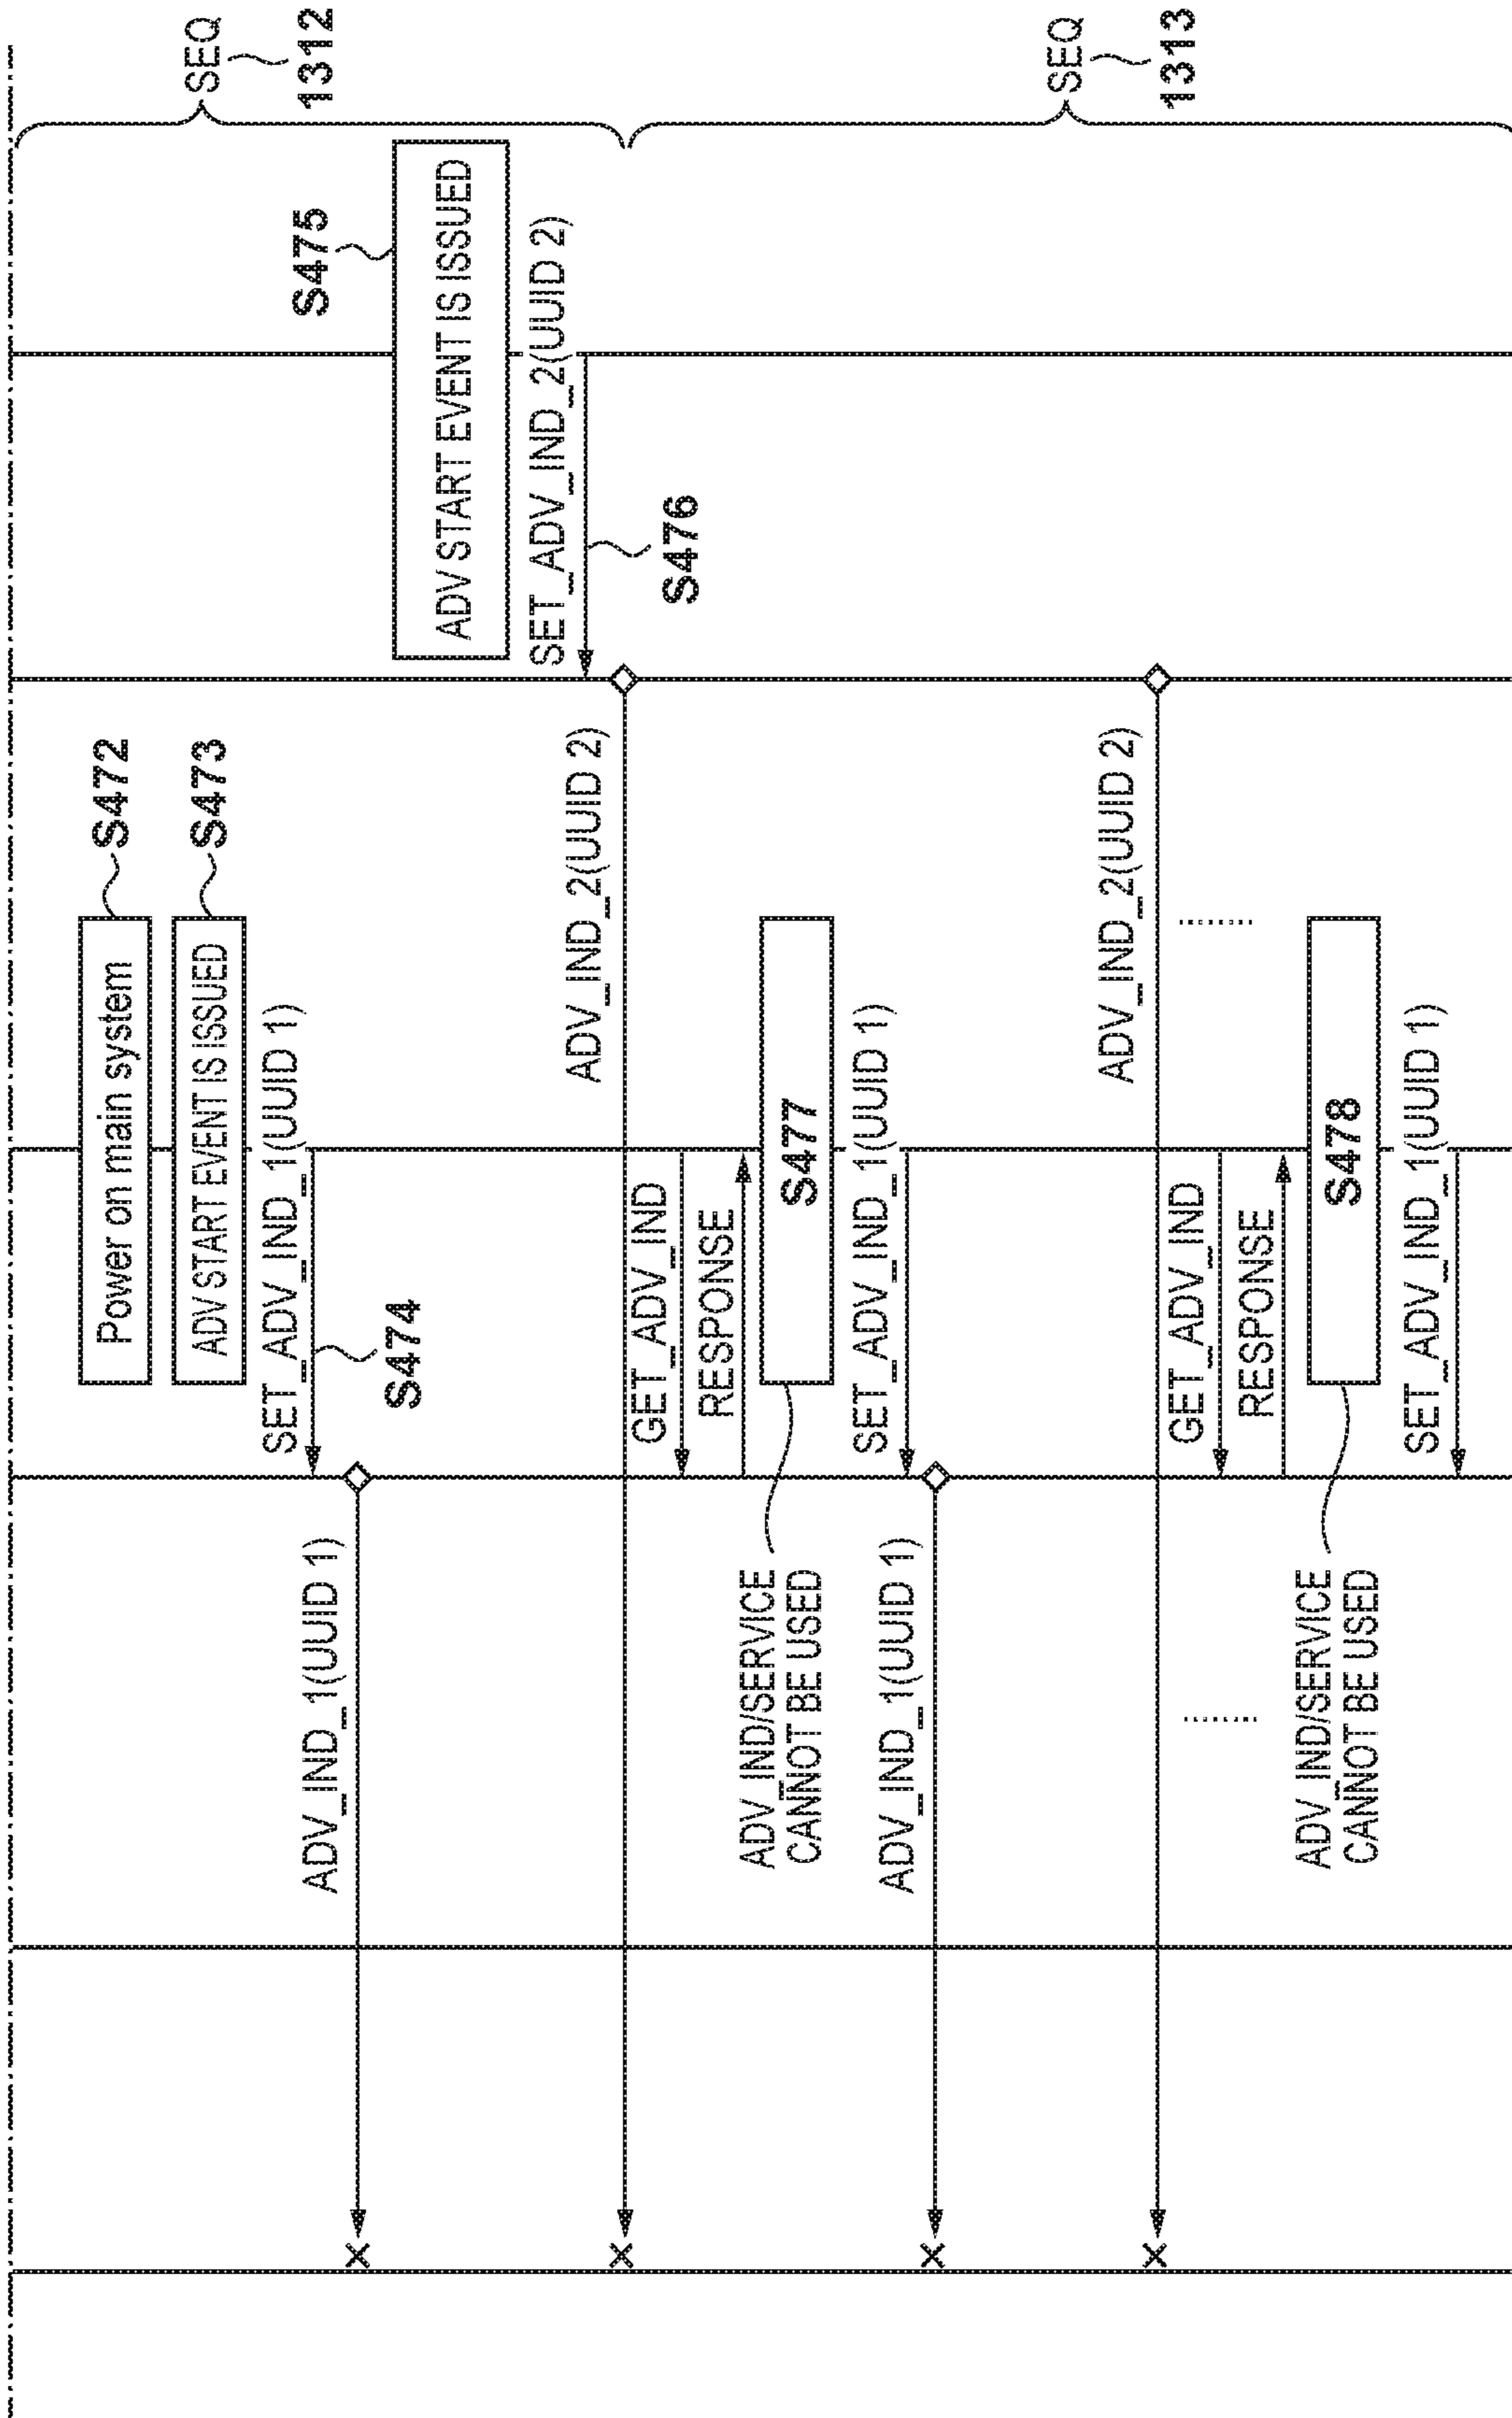 SEQ
1312
SEQ
1313
S475
ADV START EVENT IS ISSUED
SET_ADV_IND_2(UUID 2)
S476
S472
Power on main system
S473
ADV START EVENT IS ISSUED
SET_ADV_IND_1(UUID 1)
S474
ADV_IND_1(UUID 1)
ADV_IND_2(UUID 2)
GET_ADV_IND
RESPONSE
S477
ADV_IND/SERVICE
CANNOT BE USED
SET_ADV_IND_1(UUID 1)
ADV_IND_1(UUID 1)
ADV_IND_2(UUID 2)
GET_ADV_IND
RESPONSE
S478
ADV_IND/SERVICE
CANNOT BE USED
SET_ADV_IND_1(UUID 1)